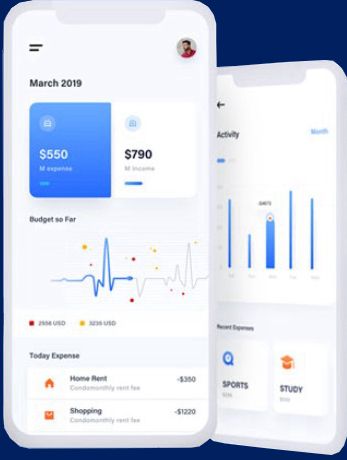 March 2019
$550
$790
M expense
M Income
Budget so Far
2556 USD
3235 USD
Today Expense
Home Rent
-$350
Condomonthly rent fee
Shopping
-$1220
Condomonthly rent fee
Activity
Month
Recent Expenses
SPORTS
STUDY